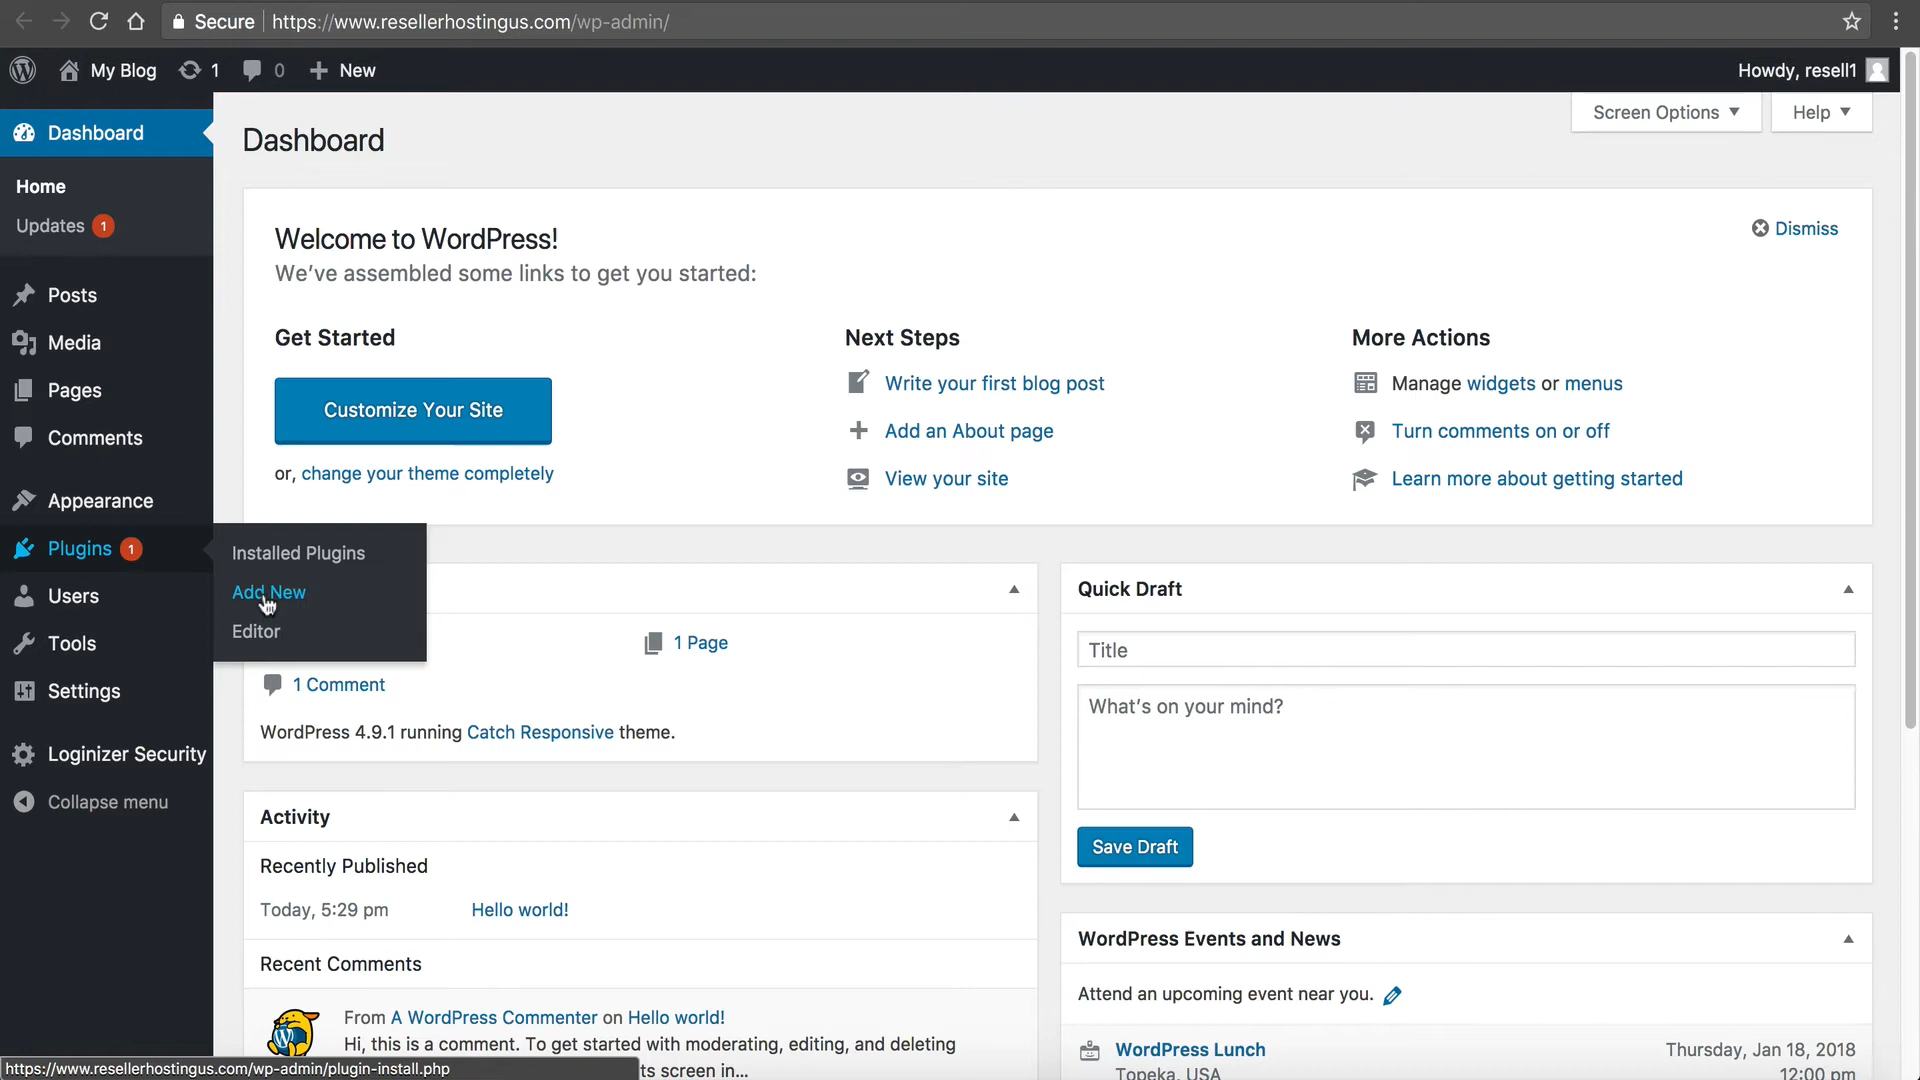 Secure https://www.resellerhostingus.com/wp-admin/
My Blog 1 0 New Howdy, resell1
Screen Options Help
Dashboard
Home
Updates 1
Posts
Media
Pages
Comments
Appearance
Plugins 1
Users
Tools
Settings
Loginizer Security
Collapse menu
Installed Plugins
Add New
Editor
Dashboard
Welcome to WordPress!
Dismiss
We've assembled some links to get you started:
Get Started
Customize Your Site
or, change your theme completely
Next Steps
Write your first blog post
Add an About page
View your site
More Actions
Manage widgets or menus
Turn comments on or off
Learn more about getting started
1 Page
1 Comment
WordPress 4.9.1 running Catch Responsive theme.
Activity
Recently Published
Today, 5:29 pm Hello world!
Recent Comments
From A WordPress Commenter on Hello world!
Hi, this is a comment. To get started with moderating, editing, and deleting
ts screen in...
Quick Draft
Title
What's on your mind?
Save Draft
WordPress Events and News
Attend an upcoming event near you.
WordPress Lunch Thursday, Jan 18, 2018
Topeka, USA 12:00 pm
https://www.resellerhostingus.com/wp-admin/plugin-install.php